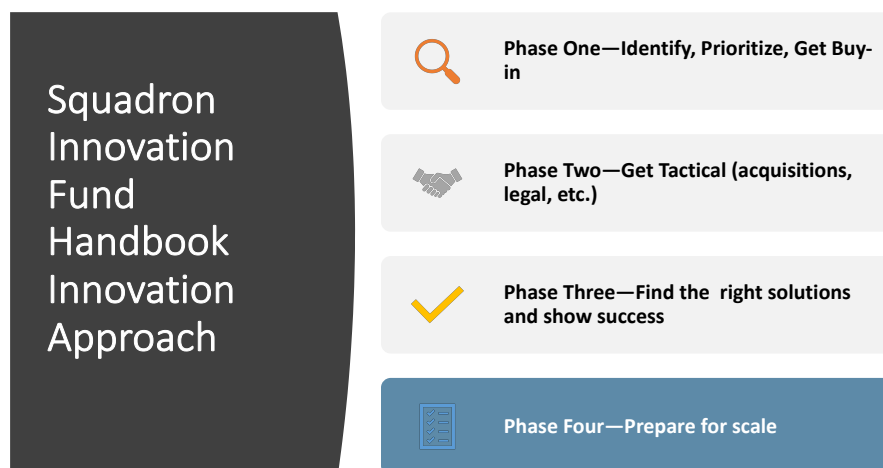 Squadron
Innovation
Fund
Handbook
Innovation
Approach
Phase One—Identify, Prioritize, Get Buy-
in
Phase Two—Get Tactical (acquisitions,
legal, etc.)
Phase Three—Find the  right solutions
and show success
Phase Four—Prepare for scale